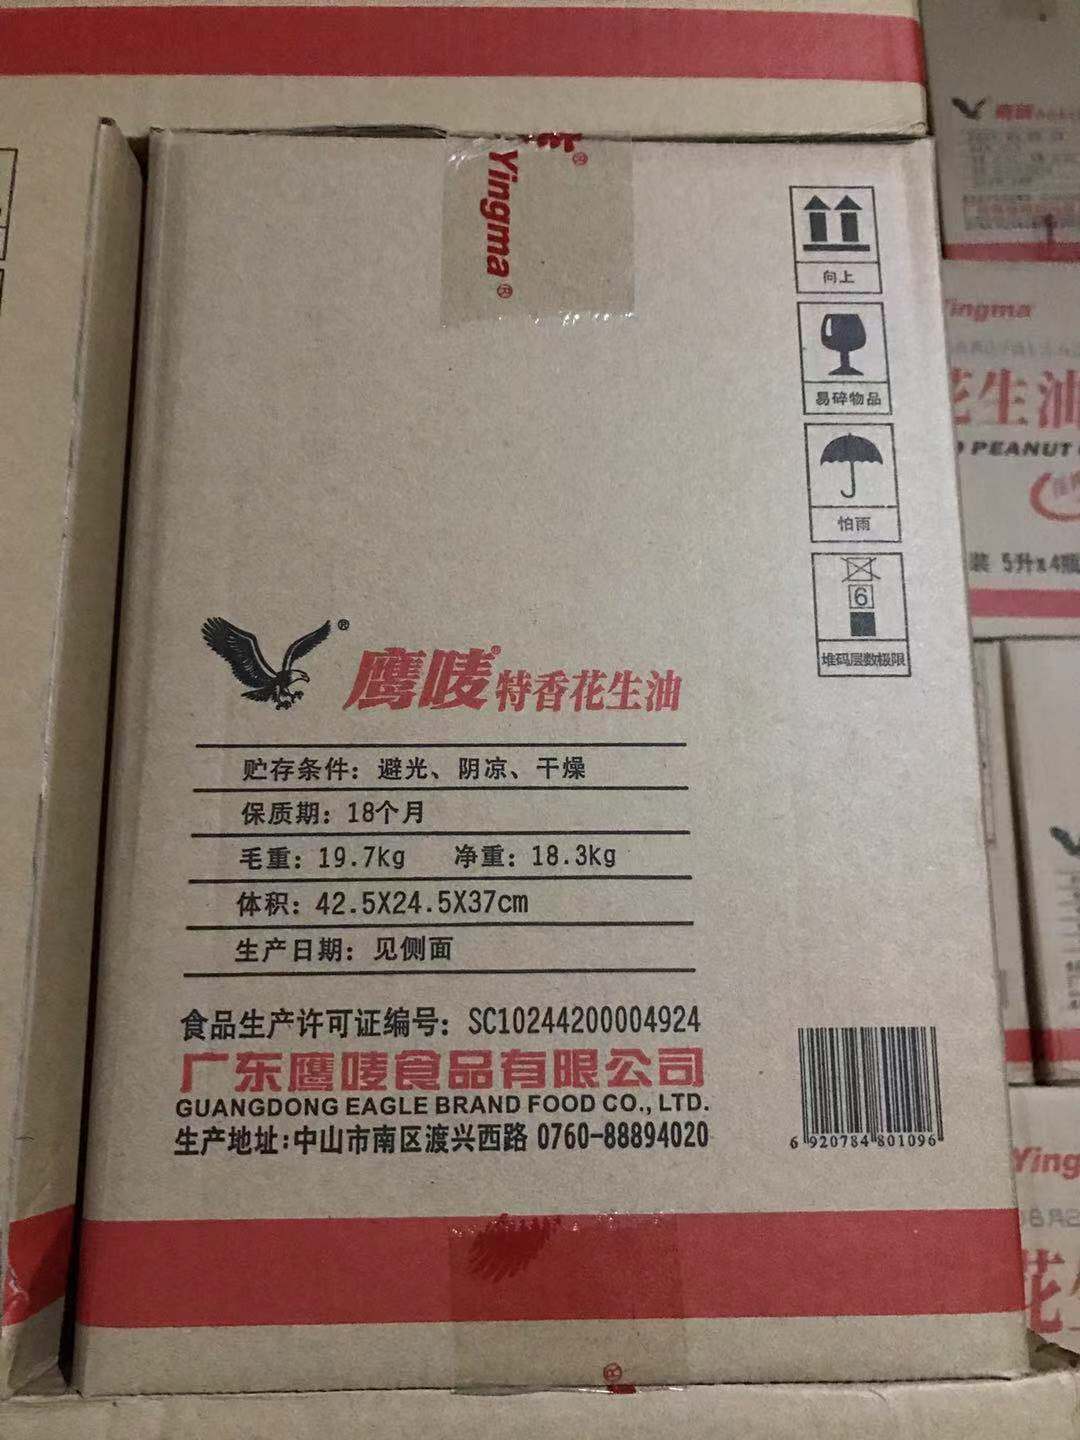 Yingma®
向上
易碎物品
怕雨
6
堆码层数极限
®
鹰唛®特香花生油
贮存条件：避光、阴凉、干燥
保质期：18个月
毛重：19.7kg 净重：18.3kg
体积：42.5X24.5X37cm
生产日期：见侧面
食品生产许可证编号：SC10244200004924
广东鹰唛食品有限公司
GUANGDONG EAGLE BRAND FOOD CO., LTD.
生产地址:中山市南区渡兴西路 0760-88894020
6 920784 801096
Yingma
花生油
PEANUT
装 5升x4瓶
Ying
花